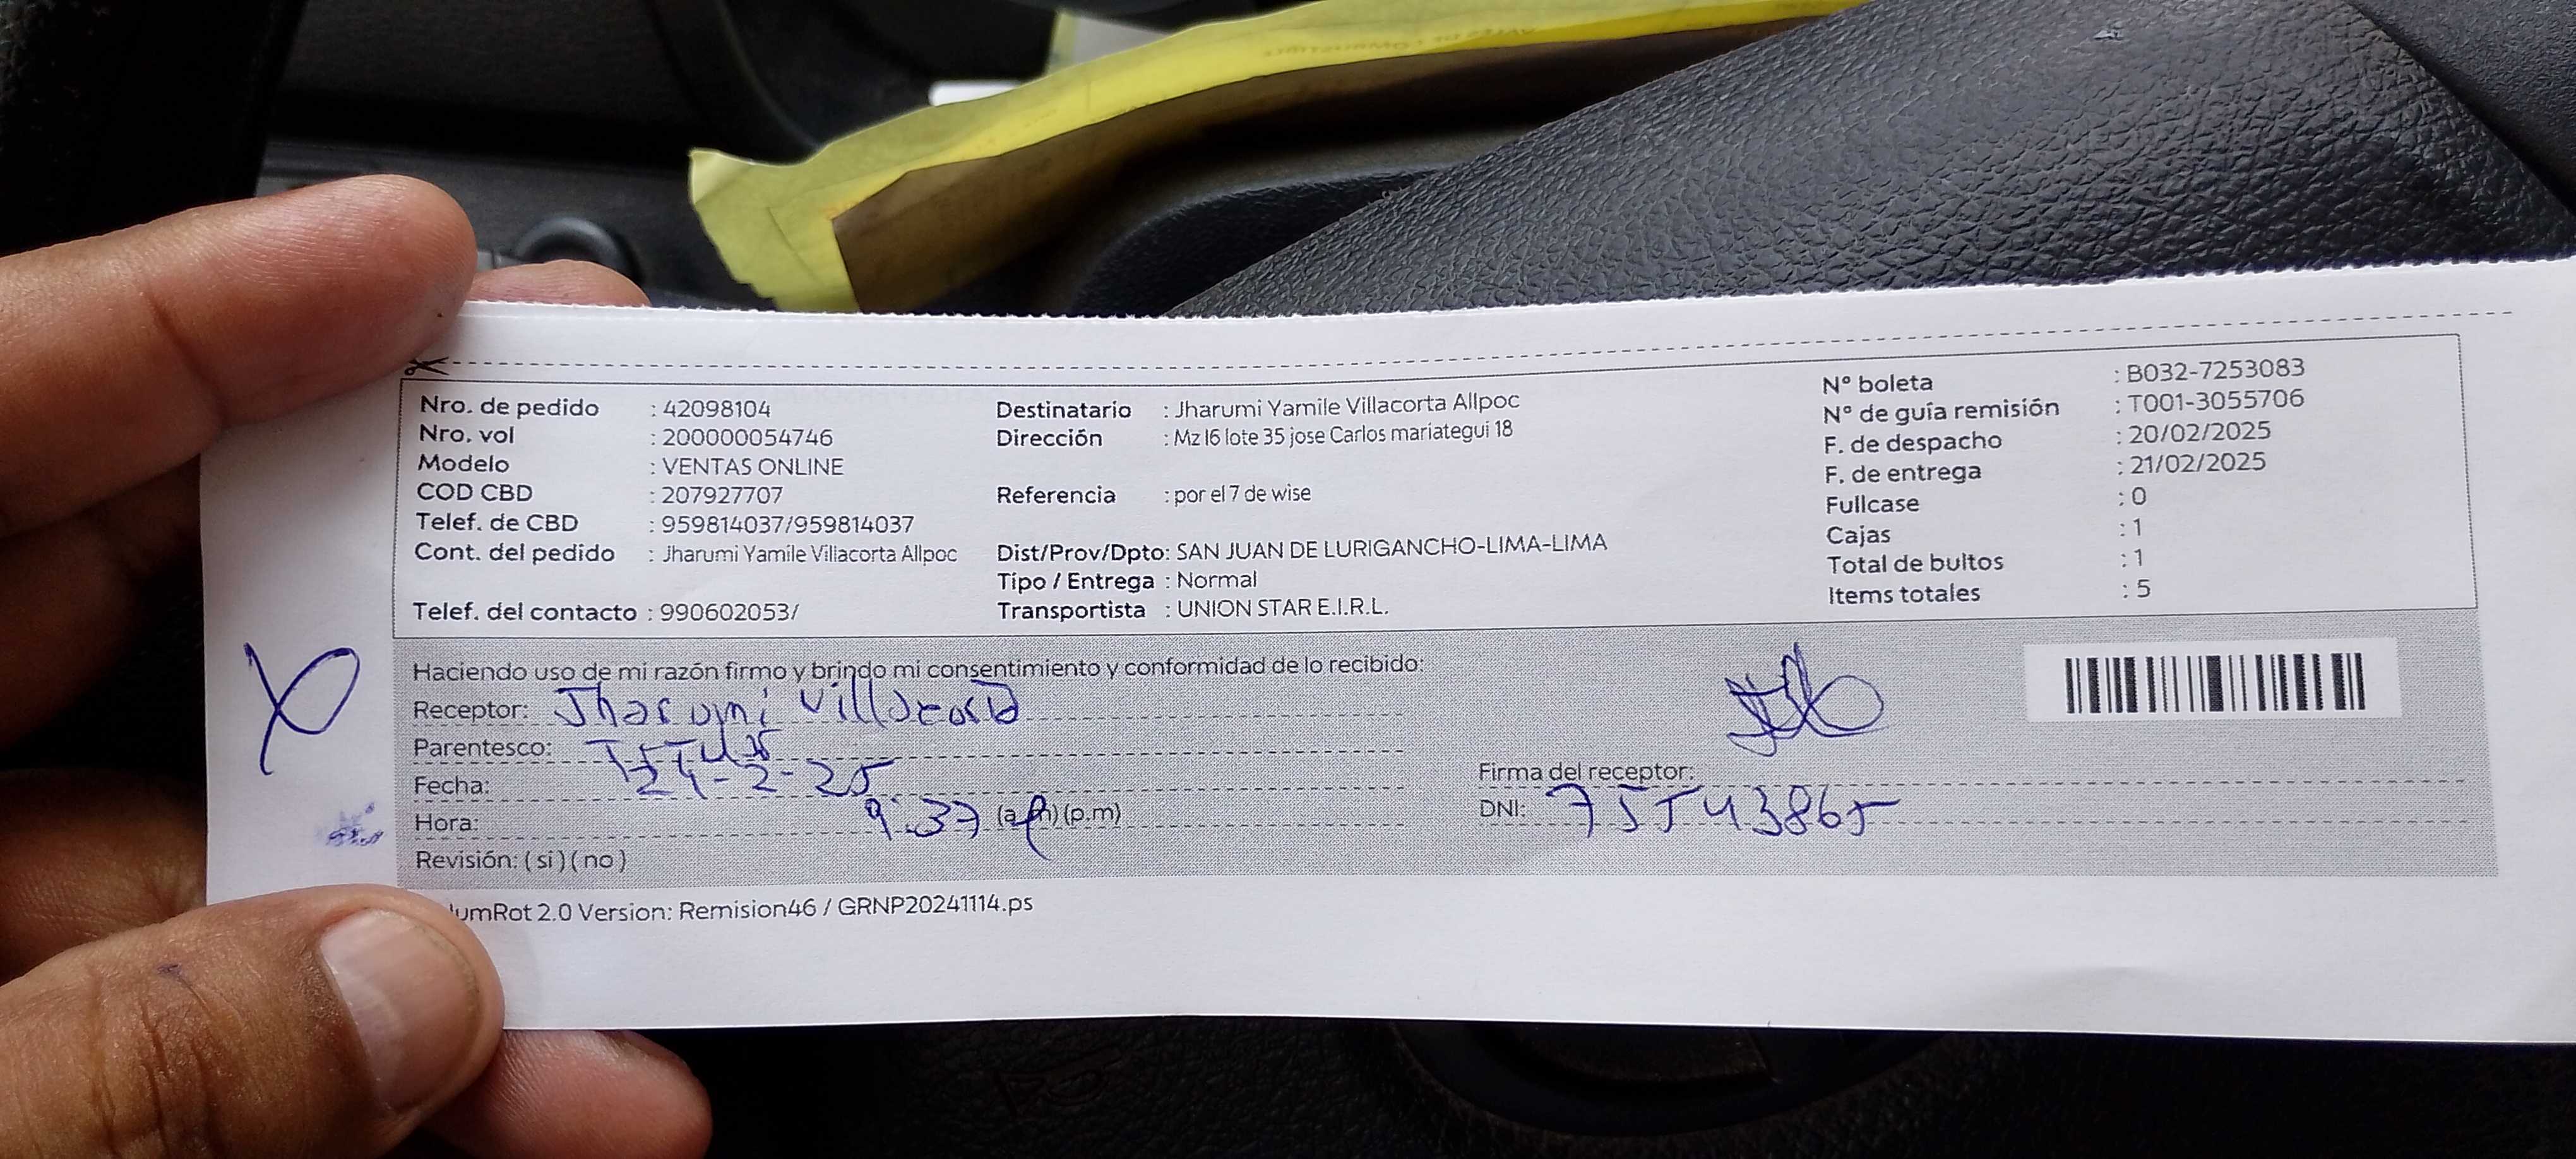 Nro. de pedido : 42098104
Nro. vol : 200000054746
Modelo : VENTAS ONLINE
COD CBD : 207927707
Telef. de CBD : 959814037/959814037
Cont. del pedido : Jharumi Yamile Villacorta Allpoc
Telef. del contacto : 990602053/
Destinatario : Jharumi Yamile Villacorta Allpoc
Dirección : Mz I6 lote 35 jose Carlos mariategui 18
Referencia : por el 7 de wise
Dist/Prov/Dpto: SAN JUAN DE LURIGANCHO-LIMA-LIMA
Tipo / Entrega : Normal
Transportista : UNION STAR E.I.R.L.
N° boleta : B032-7253083
N° de guía remisión : T001-3055706
F. de despacho : 20/02/2025
F. de entrega : 21/02/2025
Fullcase : 0
Cajas : 1
Total de bultos : 1
Items totales : 5
Haciendo uso de mi razón firmo y brindo mi consentimiento y conformidad de lo recibido:
Receptor: Jharumi Villacorta
Parentesco:
Fecha: 21-2-25
Hora: 9:37 (a.m) (p.m)
Revisión: (si) (no)
Firma del receptor:
DNI:
umRot 2.0 Version: Remision46 / GRNP20241114.ps